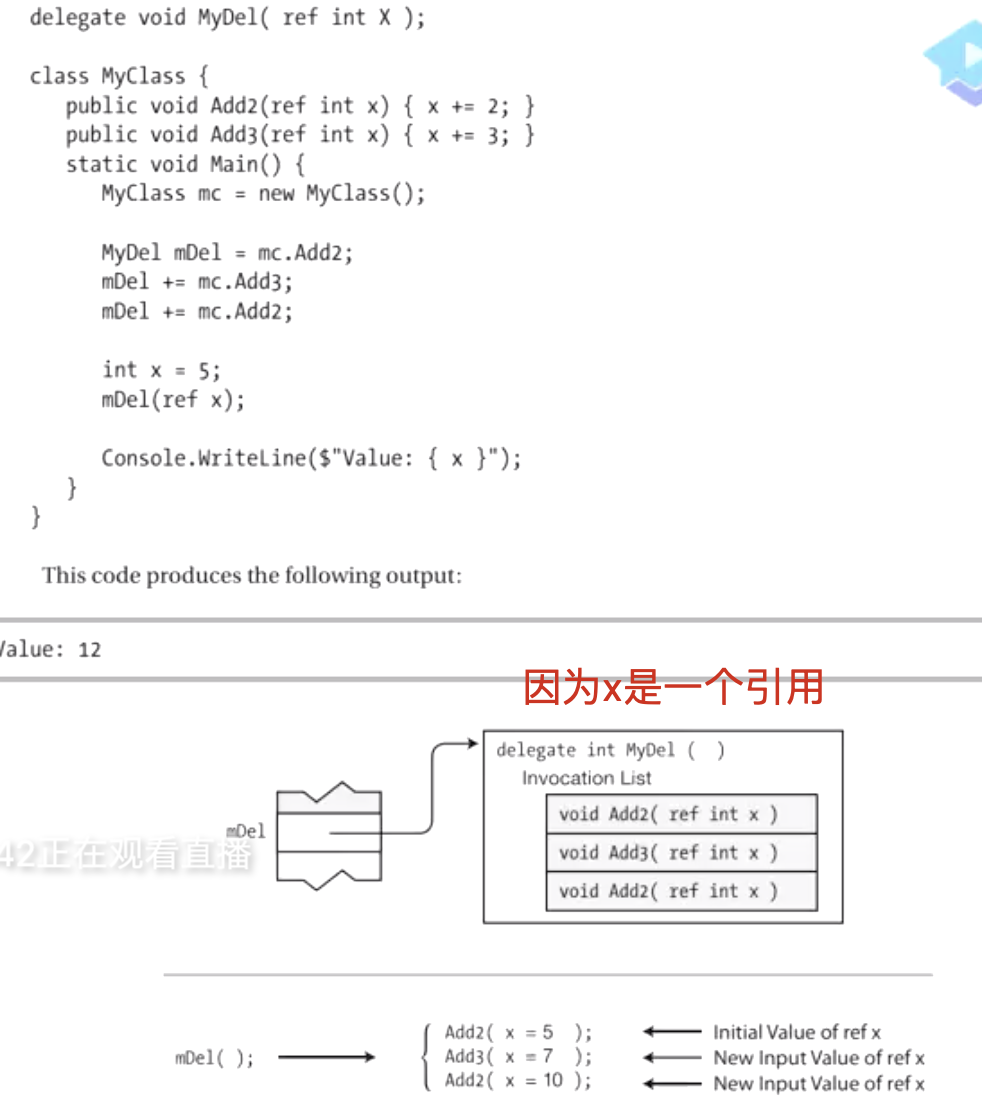 delegate void MyDel( ref int X );
class MyClass {
public void Add2(ref int x) { x += 2; }
public void Add3(ref int x) { x += 3; }
static void Main() {
MyClass mc = new MyClass();
MyDel mDel = mc.Add2;
mDel += mc.Add3;
mDel += mc.Add2;
int x = 5;
mDel(ref x);
Console.WriteLine($"Value: { x }");
}
}
This code produces the following output:
Value: 12
因为x是一个引用
delegate int MyDel ( )
Invocation List
void Add2( ref int x )
mDel
void Add3( ref int x )
42正在观看直播
void Add2( ref int x )
Add2( x = 5 ); Initial Value of ref x
mDel( ); Add3( x = 7 ); New Input Value of ref x
Add2( x = 10 ); New Input Value of ref x